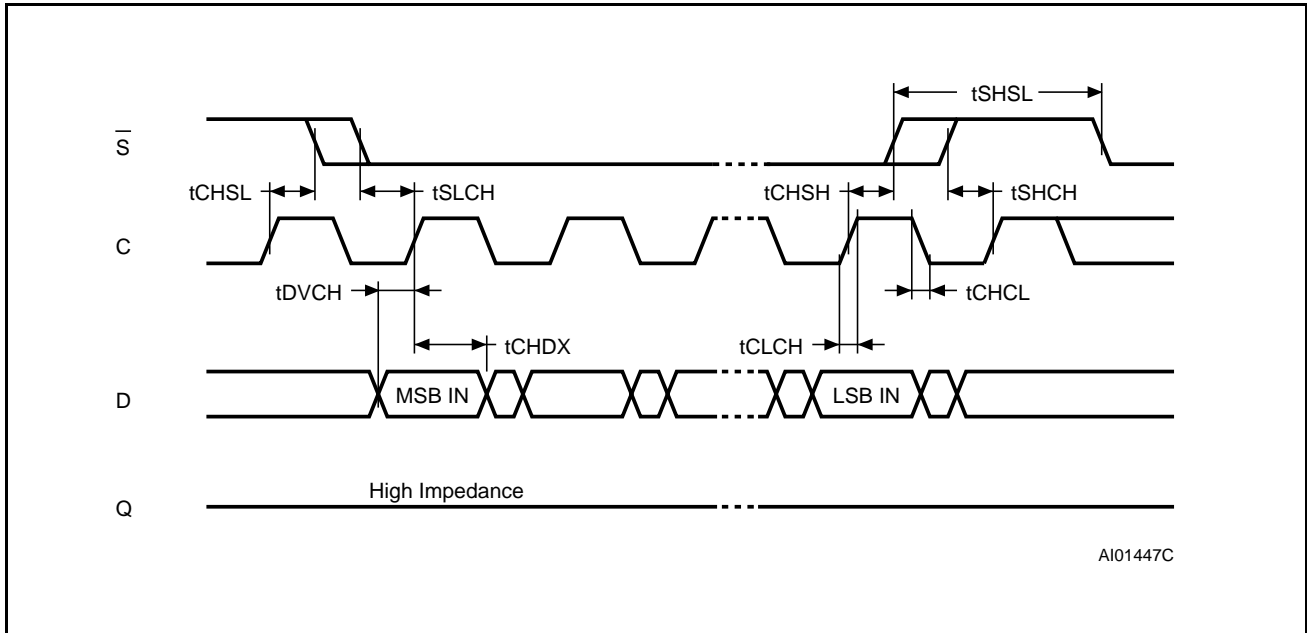 tSHSL
S̅
tCHSL
tSLCH
tCHSH
tSHCH
C
tDVCH
tCHCL
tCHDX
tCLCH
D
MSB IN
LSB IN
High Impedance
Q
AI01447C